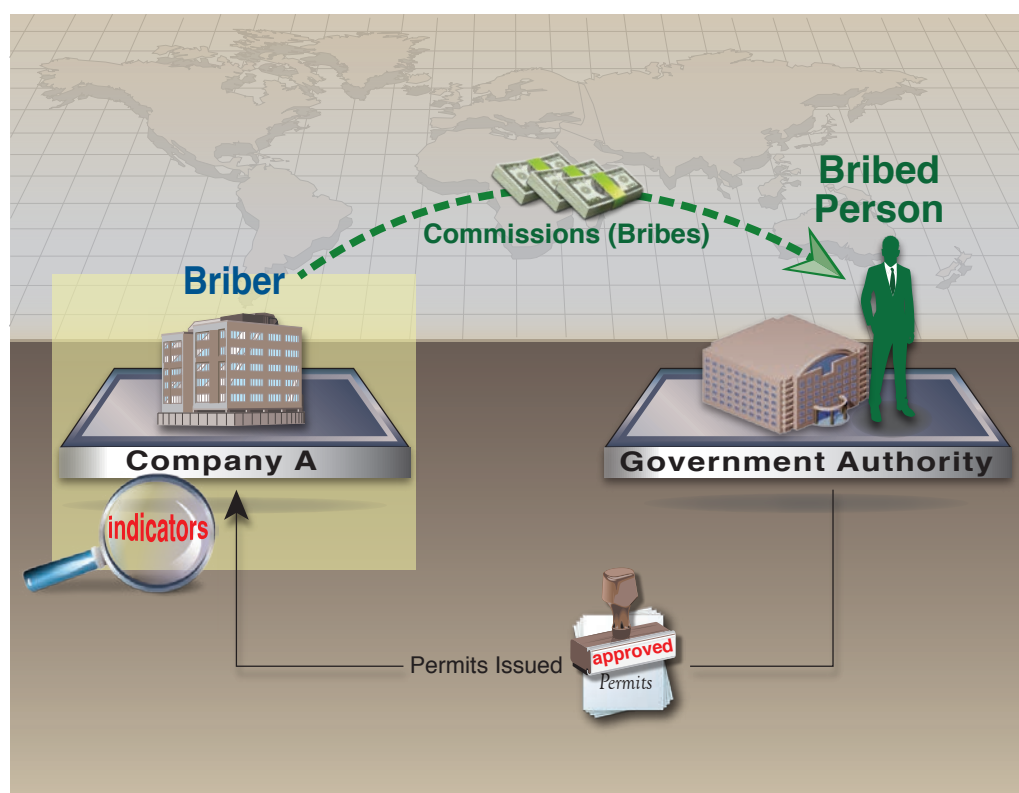 Bribed
Person
Commissions (Bribes)
Briber
Company A
Government Authority
indicators
Permits Issued
approved
Permits